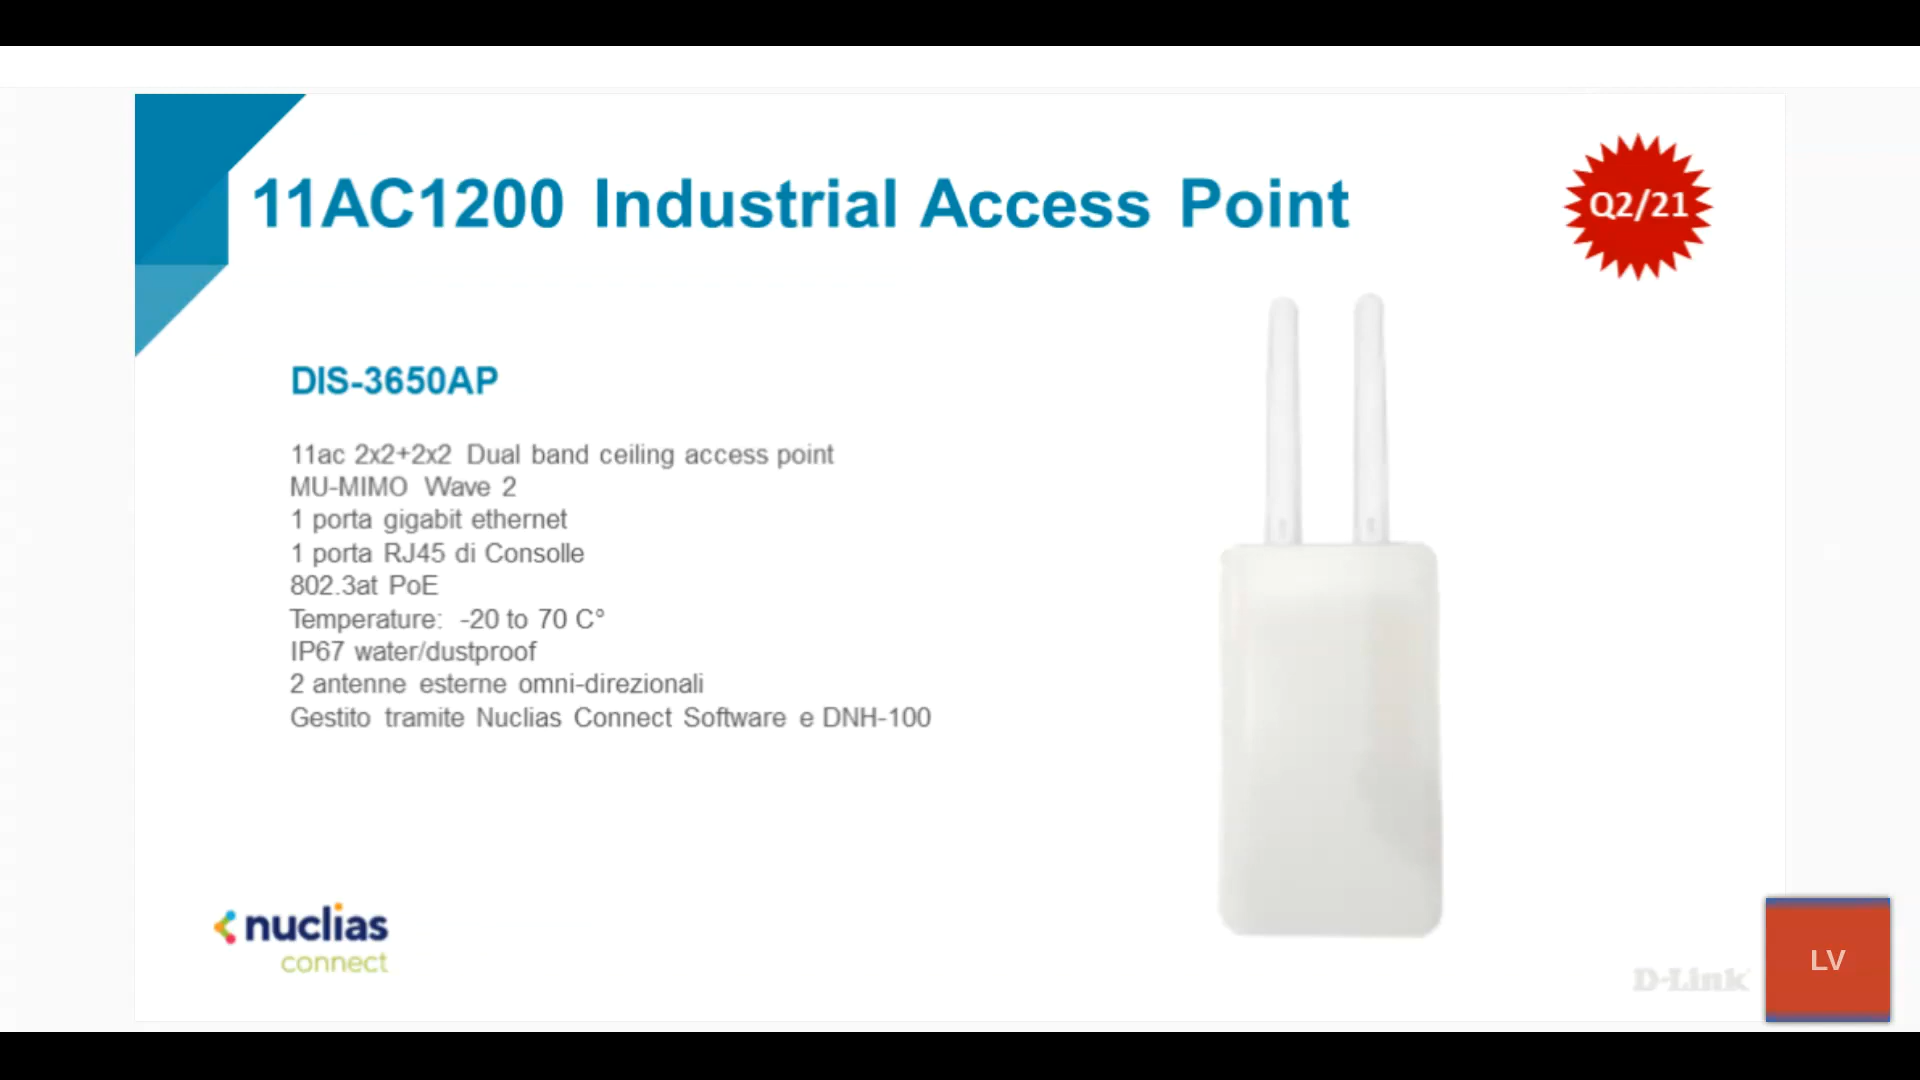 11AC1200 Industrial Access Point
Q2/21
DIS-3650AP
11ac 2x2+2x2 Dual band ceiling access point
MU-MIMO Wave 2
1 porta gigabit ethernet
1 porta RJ45 di Consolle
802.3at PoE
Temperature: -20 to 70 C°
IP67 water/dustproof
2 antenne esterne omni-direzionali
Gestito tramite Nuclias Connect Software e DNH-100
nuclias
connect
D-Link
LV